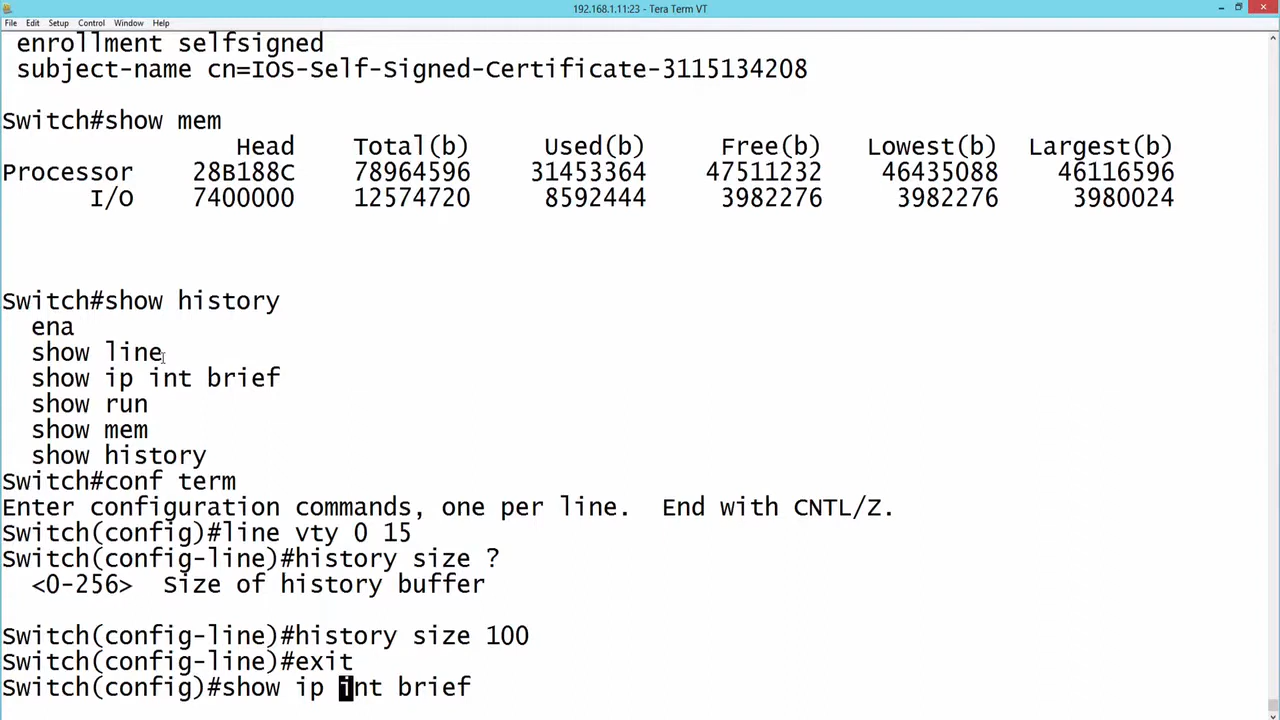 192.168.1.11:23 - Tera Term VT
File Edit Setup Control Window Help
enrollment selfsigned
subject-name cn=IOS-Self-Signed-Certificate-3115134208
Switch#show mem
Head Total(b) Used(b) Free(b) Lowest(b) Largest(b)
Processor 28B188C 78964596 31453364 47511232 46435088 46116596
I/O 7400000 12574720 8592444 3982276 3982276 3980024
Switch#show history
ena
show line
show ip int brief
show run
show mem
show history
Switch#conf term
Enter configuration commands, one per line. End with CNTL/Z.
Switch(config)#line vty 0 15
Switch(config-line)#history size ?
<0-256> Size of history buffer
Switch(config-line)#history size 100
Switch(config-line)#exit
Switch(config)#show ip int brief